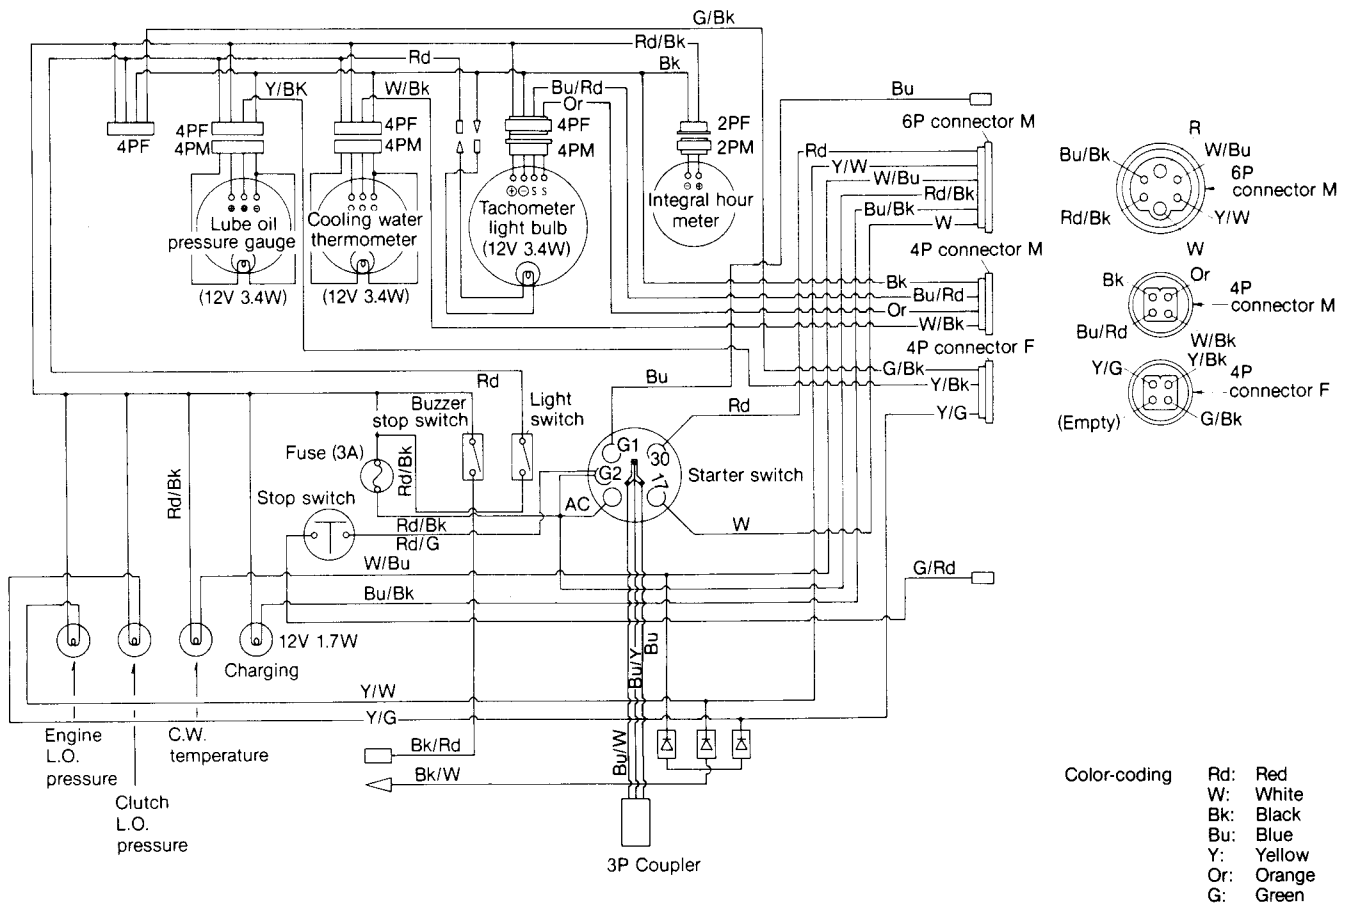 G/Bk
Rd/Bk
Rd
Bk
Y/BK
W/Bk
Bu/Rd
Or
Bu
6P connector M
4PF
4PF
4PM
4PF
4PM
4PF
4PM
2PF
2PM
Rd
Y/W
W/Bu
Rd/Bk
Bu/Bk
W
R
Bu/Bk
W/Bu
6P
connector M
Rd/Bk
Y/W
W
Lube oil
pressure gauge
(12V 3.4W)
Cooling water
thermometer
(12V 3.4W)
S S
Tachometer
light bulb
(12V 3.4W)
Integral hour
meter
4P connector M
Bk
Bu/Rd
Or
W/Bk
Bk
Or
4P
connector M
Bu/Rd
W/Bk
4P connector F
G/Bk
Y/Bk
Y/G
Y/G
Y/Bk
4P
connector F
(Empty)
G/Bk
Rd
Bu
Rd
Buzzer
stop switch
Light
switch
Fuse (3A)
Rd/Bk
Rd/Bk
Stop switch
G1
30
G2
17
AC
Starter switch
Rd/Bk
Rd/G
W
W/Bu
G/Rd
Bu/Bk
12V 1.7W
Charging
Bu/Y
Bu
Bu/W
Y/W
Y/G
Engine
L.O.
pressure
C.W.
temperature
Clutch
L.O.
pressure
Bk/Rd
Bk/W
3P Coupler
Color-coding
Rd: Red
W: White
Bk: Black
Bu: Blue
Y: Yellow
Or: Orange
G: Green